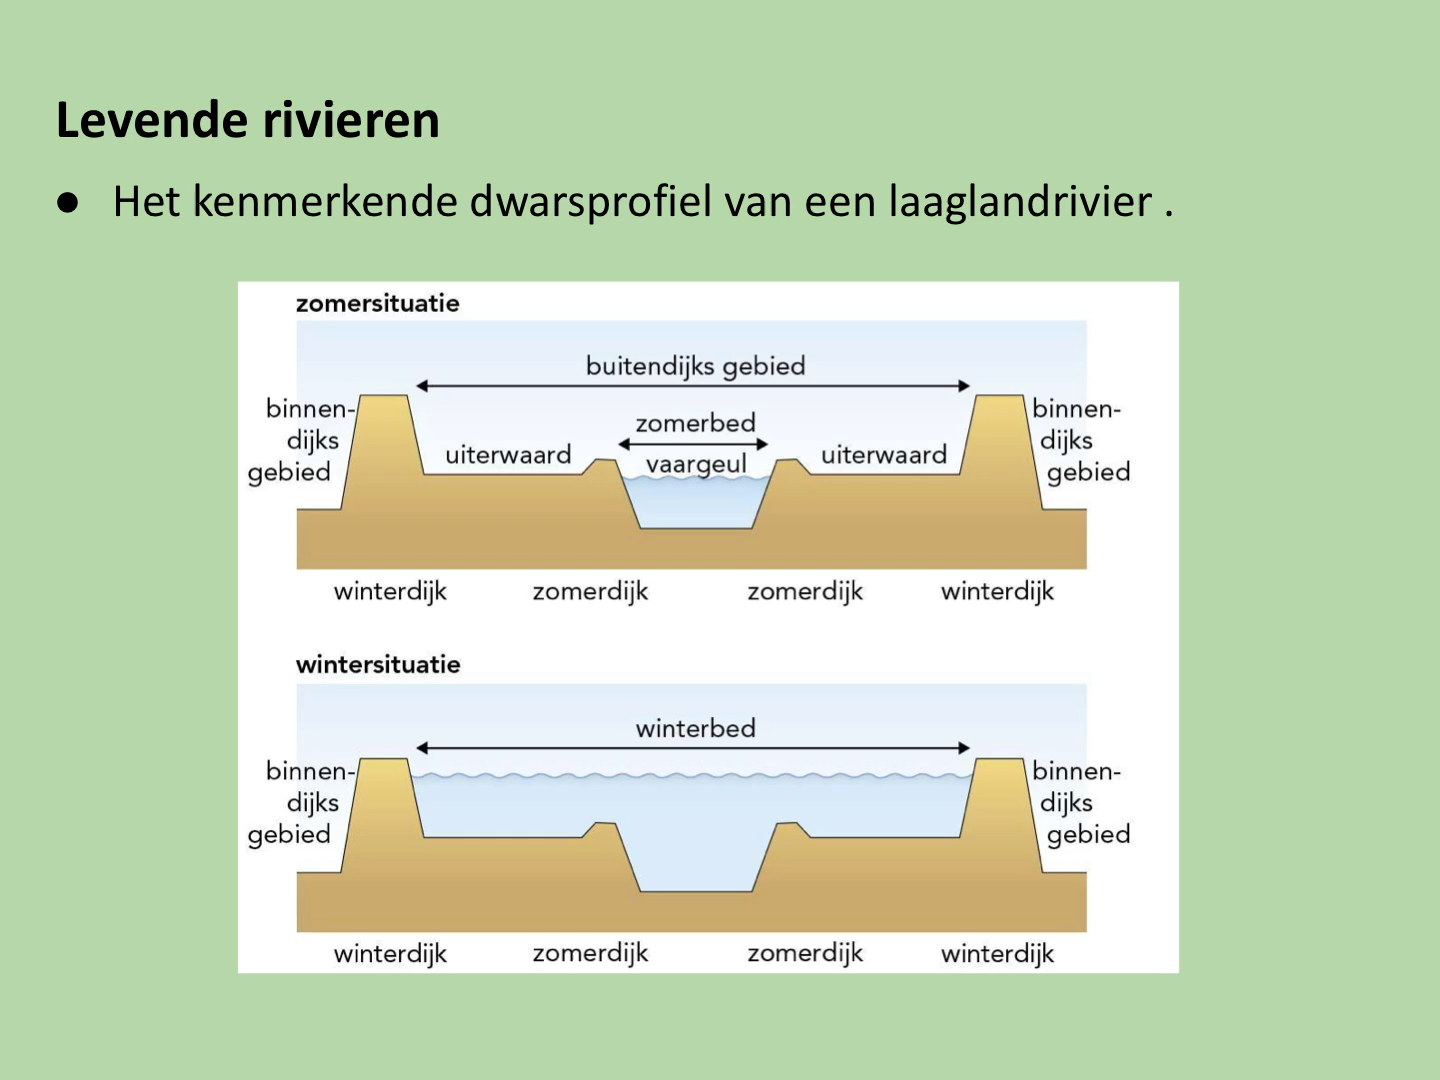 Levende rivieren
● Het kenmerkende dwarsprofiel van een laaglandrivier .
zomersituatie
buitendijks gebied
binnen-
dijks
gebied
uiterwaard
zomerbed
vaargeul
uiterwaard
binnen-
dijks
gebied
winterdijk zomerdijk zomerdijk winterdijk
wintersituatie
winterbed
binnen-
dijks
gebied
binnen-
dijks
gebied
winterdijk zomerdijk zomerdijk winterdijk